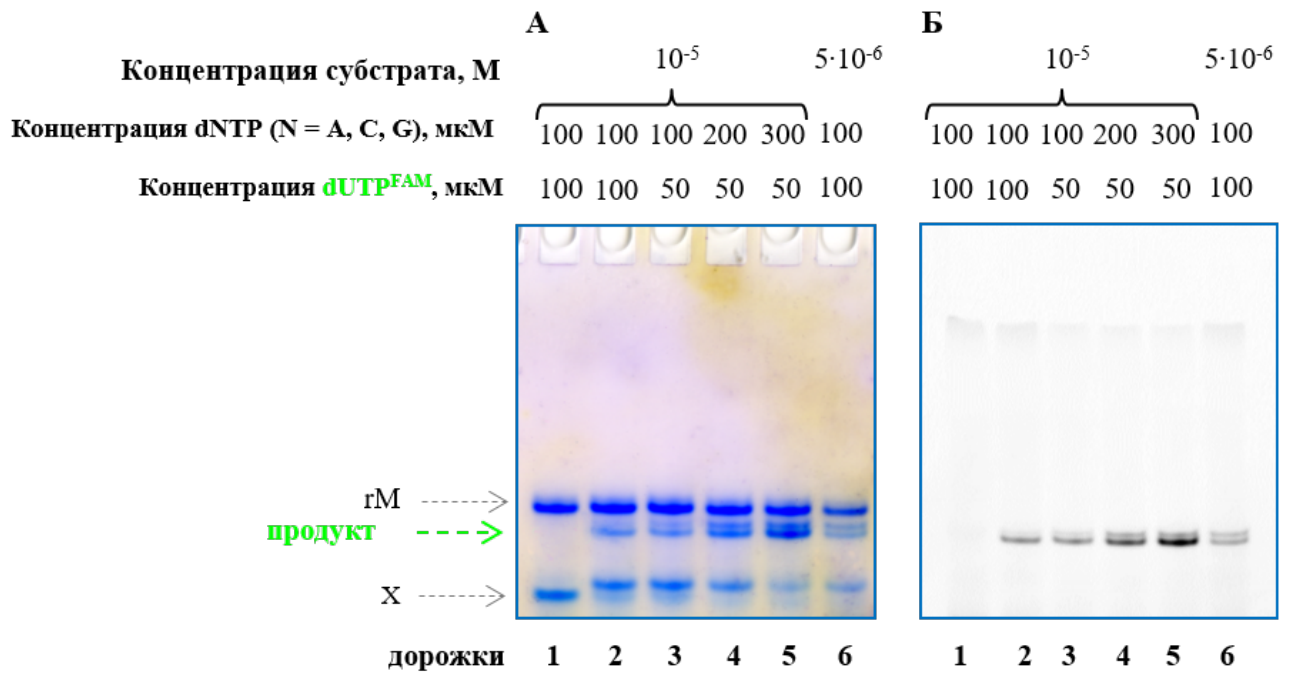 А Б
Концентрация субстрата, М 10⁻⁵ 5·10⁻⁶ 10⁻⁵ 5·10⁻⁶
Концентрация dNTP (N = A, C, G), мкМ 100 100 100 200 300 100 100 100 100 200 300 100
Концентрация dUTPᶠᴬᴹ, мкМ 100 100 50 50 50 100 100 100 50 50 50 100
rM
продукт
X
дорожки 1 2 3 4 5 6 1 2 3 4 5 6